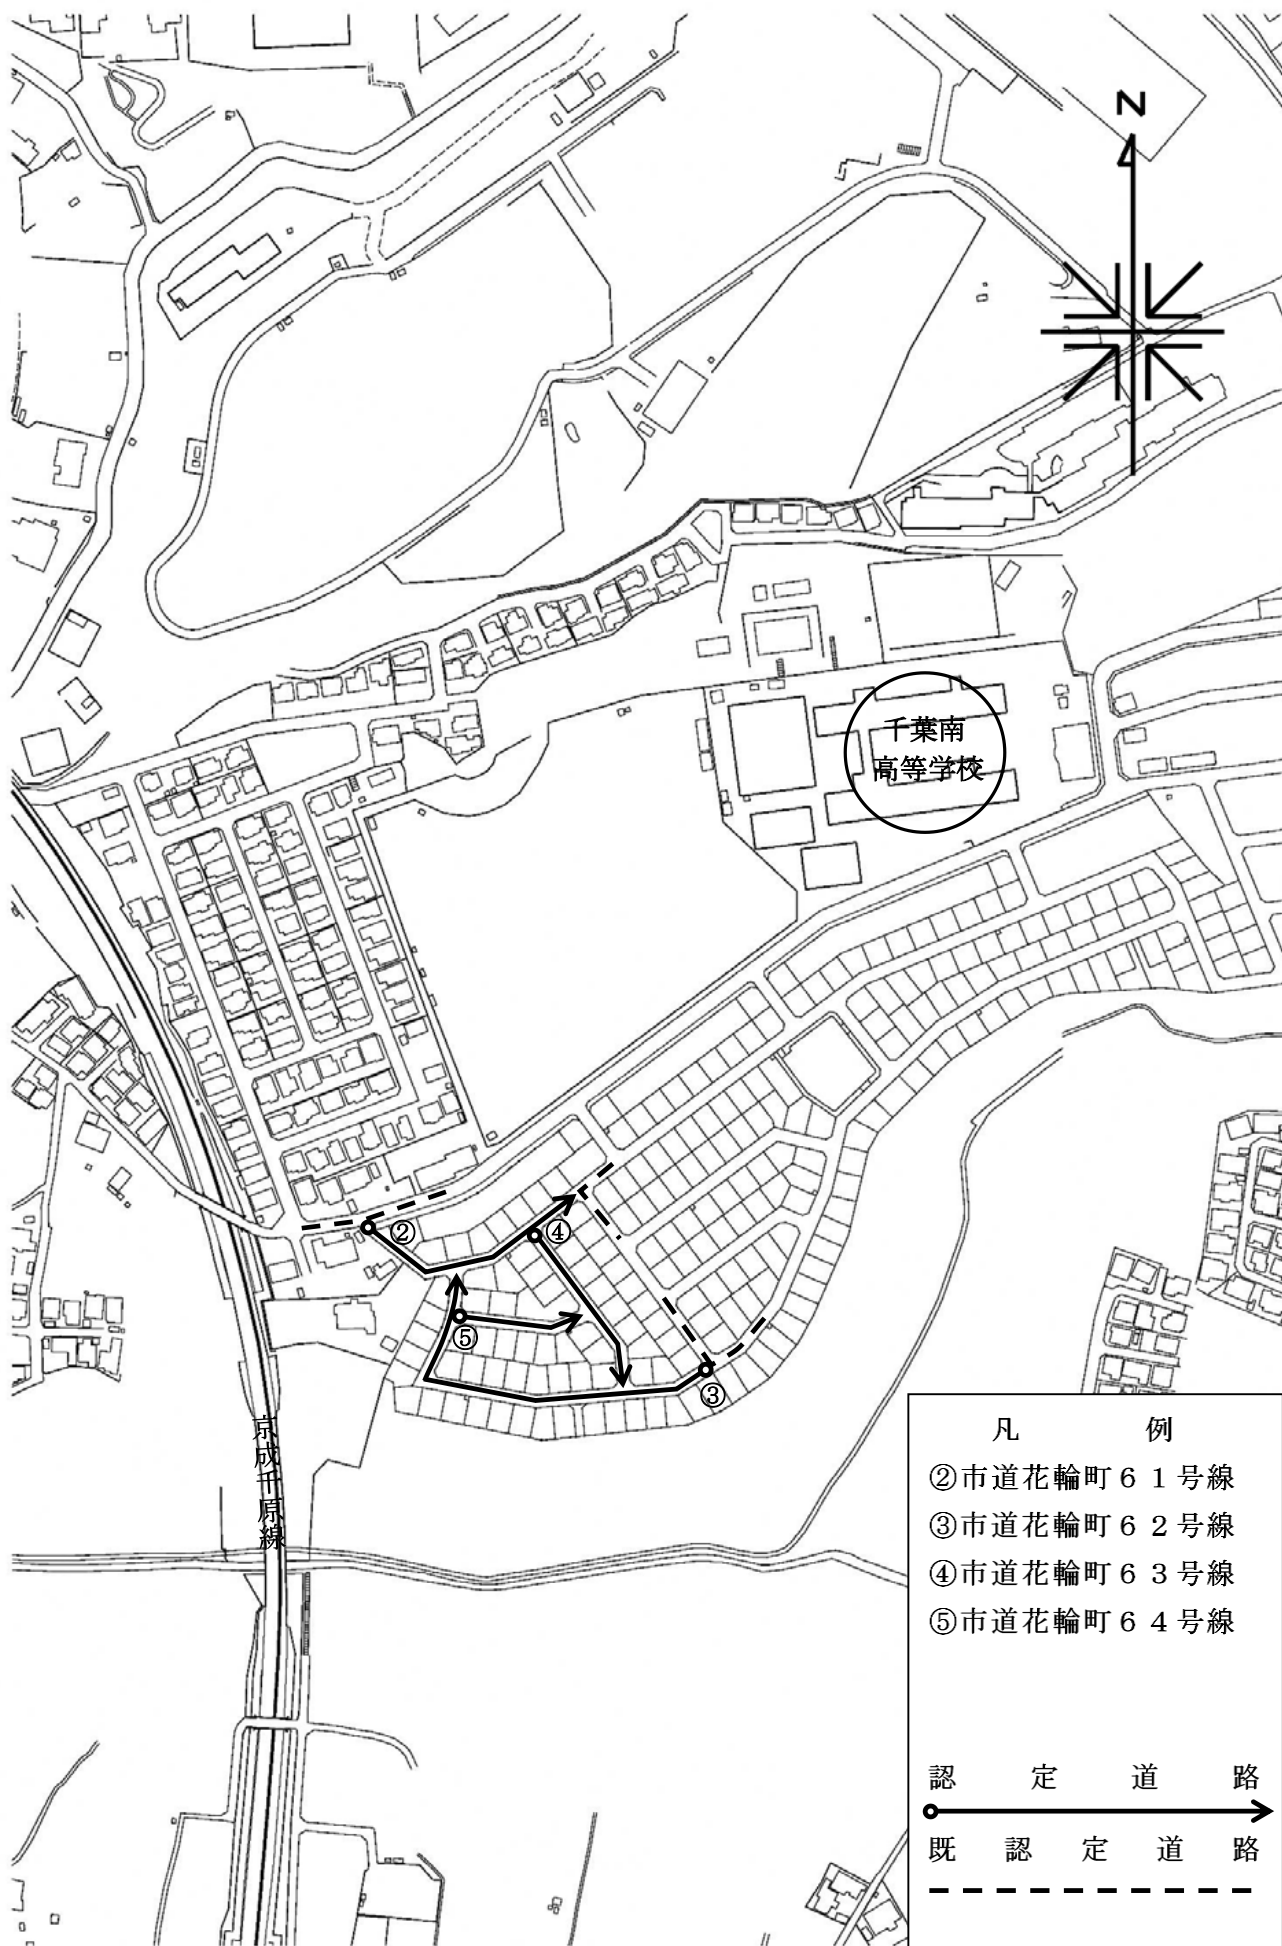 N
千葉南
高等学校
②
④
⑤
③
京成千原線
凡 例
②市道花輪町６１号線
③市道花輪町６２号線
④市道花輪町６３号線
⑤市道花輪町６４号線
認 定 道 路
既 認 定 道 路